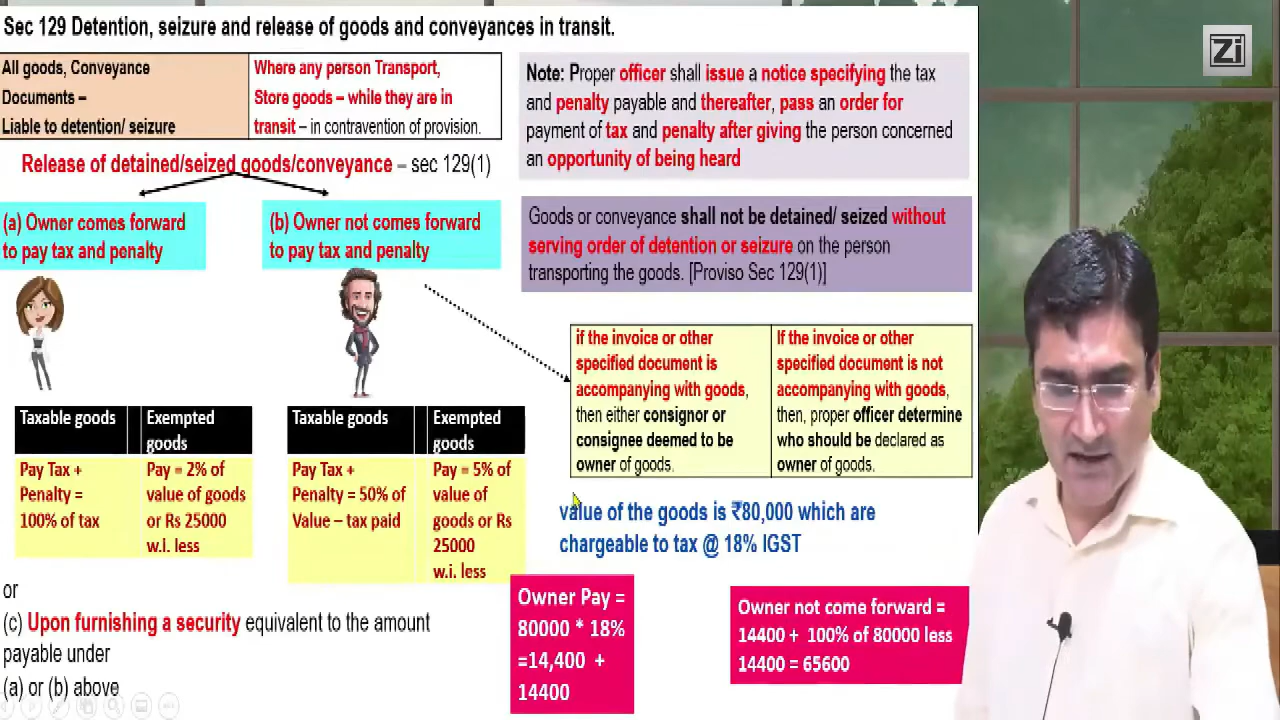 Sec 129 Detention, seizure and release of goods and conveyances in transit.
All goods, Conveyance
Documents –
Liable to detention/ seizure
Where any person Transport,
Store goods – while they are in
transit – in contravention of provision.
Release of detained/seized goods/conveyance – sec 129(1)
(a) Owner comes forward
to pay tax and penalty
(b) Owner not comes forward
to pay tax and penalty
Taxable goods
Exempted
goods
Pay Tax +
Penalty =
100% of tax
Pay = 2% of
value of goods
or Rs 25000
w.i. less
Taxable goods
Exempted
goods
Pay Tax +
Penalty = 50% of
Value – tax paid
Pay = 5% of
value of
goods or Rs
25000
w.i. less
or
(c) Upon furnishing a security equivalent to the amount
payable under
(a) or (b) above
Note: Proper officer shall issue a notice specifying the tax
and penalty payable and thereafter, pass an order for
payment of tax and penalty after giving the person concerned
an opportunity of being heard
Goods or conveyance shall not be detained/ seized without
serving order of detention or seizure on the person
transporting the goods. [Proviso Sec 129(1)]
if the invoice or other
specified document is
accompanying with goods,
then either consignor or
consignee deemed to be
owner of goods.
If the invoice or other
specified document is not
accompanying with goods,
then, proper officer determine
who should be declared as
owner of goods.
value of the goods is ₹80,000 which are
chargeable to tax @ 18% IGST
Owner Pay =
80000 * 18%
=14,400 +
14400
Owner not come forward =
14400 + 100% of 80000 less
14400 = 65600
Zi